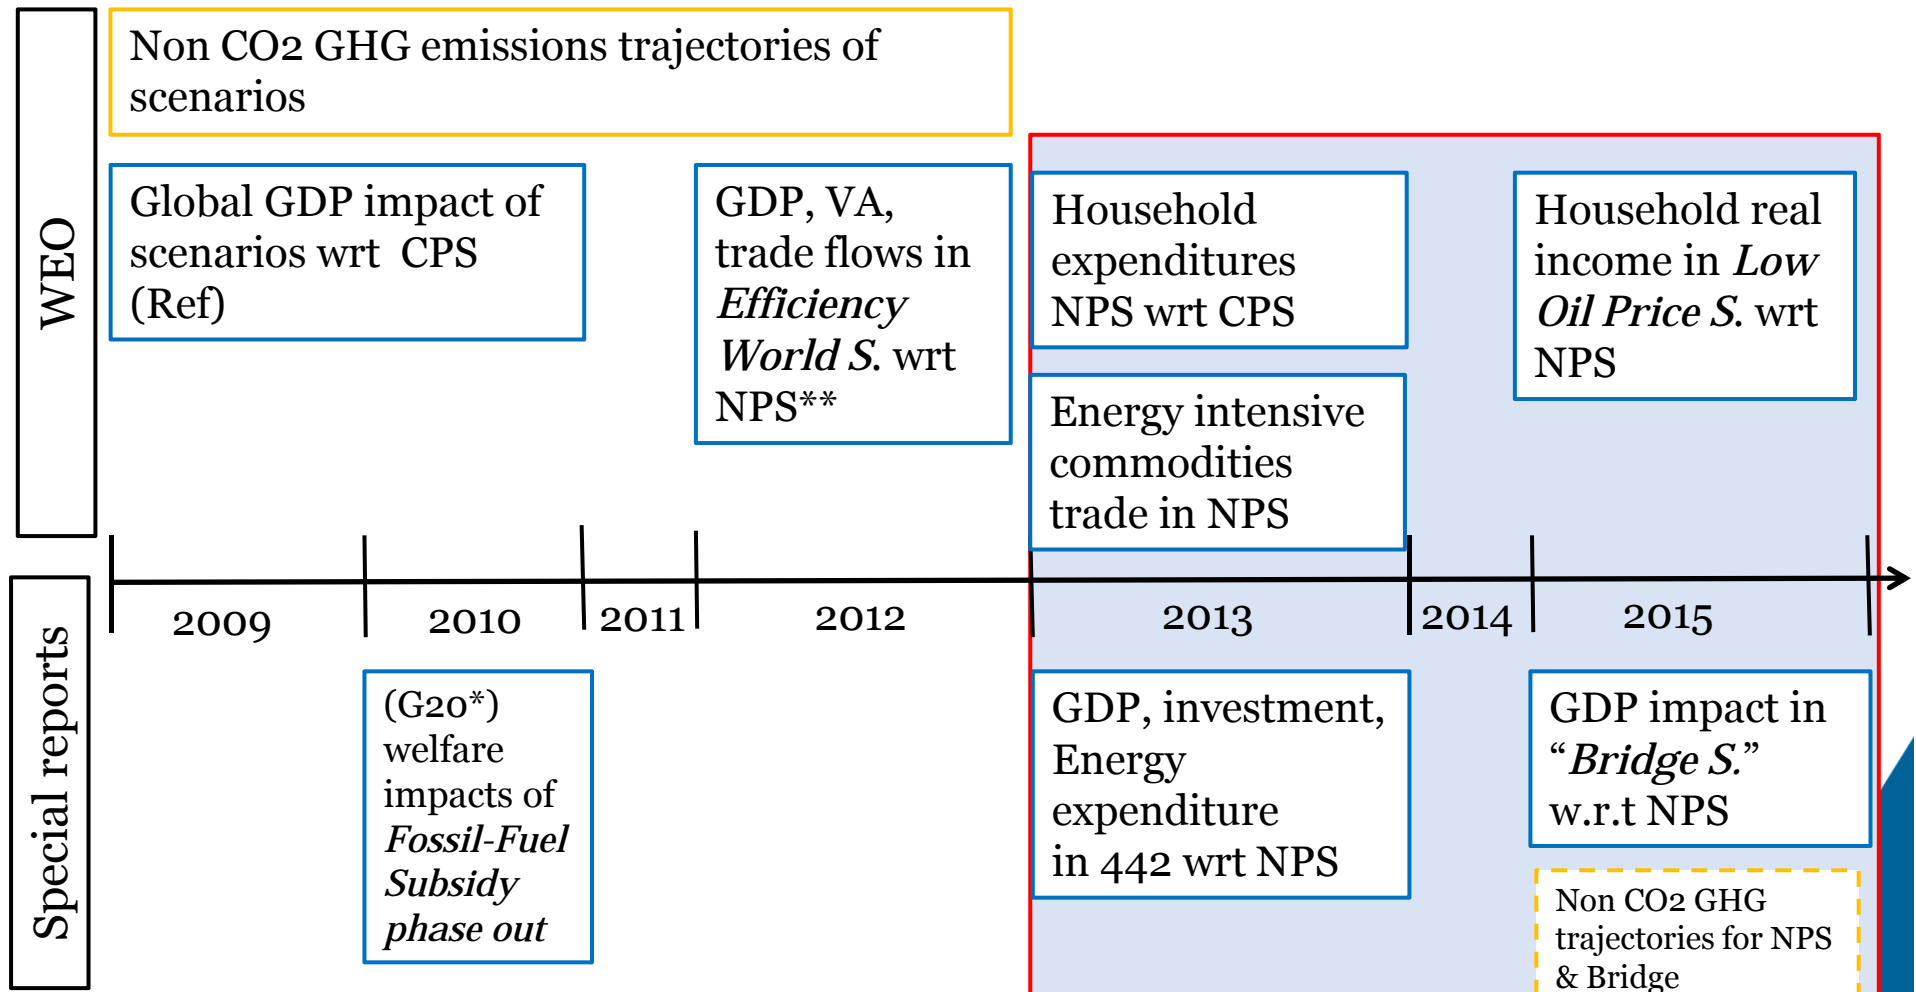 WEO
Non CO2 GHG emissions trajectories of
scenarios
Global GDP impact of
scenarios wrt CPS
(Ref)
GDP, VA,
trade flows in
Efficiency
World S. wrt
NPS**
Household
expenditures
NPS wrt CPS
Energy intensive
commodities
trade in NPS
Household real
income in Low
Oil Price S. wrt
NPS
2009
2010
2011
2012
2013
2014
2015
Special reports
(G20*)
welfare
impacts of
Fossil-Fuel
Subsidy
phase out
GDP, investment,
Energy
expenditure
in 442 wrt NPS
GDP impact in
“Bridge S.”
w.r.t NPS
Non CO2 GHG
trajectories for NPS
& Bridge